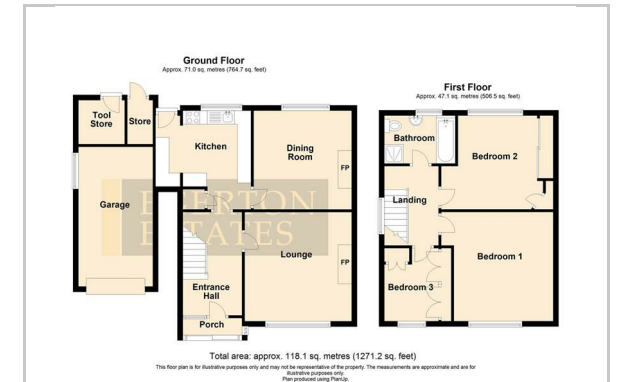 Ground Floor
Approx. 71.0 sq. metres (764.7 sq. feet)
First Floor
Approx. 47.1 sq. metres (506.5 sq. feet)
Tool
Store
Store
Kitchen
Dining
Room
FP
Bathroom
Bedroom 2
Garage
Landing
EGERTON
ESTATES
Lounge
FP
Entrance
Hall
Porch
Bedroom 1
Bedroom 3
Total area: approx. 118.1 sq. metres (1271.2 sq. feet)
This floor plan is for illustrative purposes only and may not be representative of the property. The measurements are approximate and are for
illustrative purposes only.
Plan produced using PlanUp.